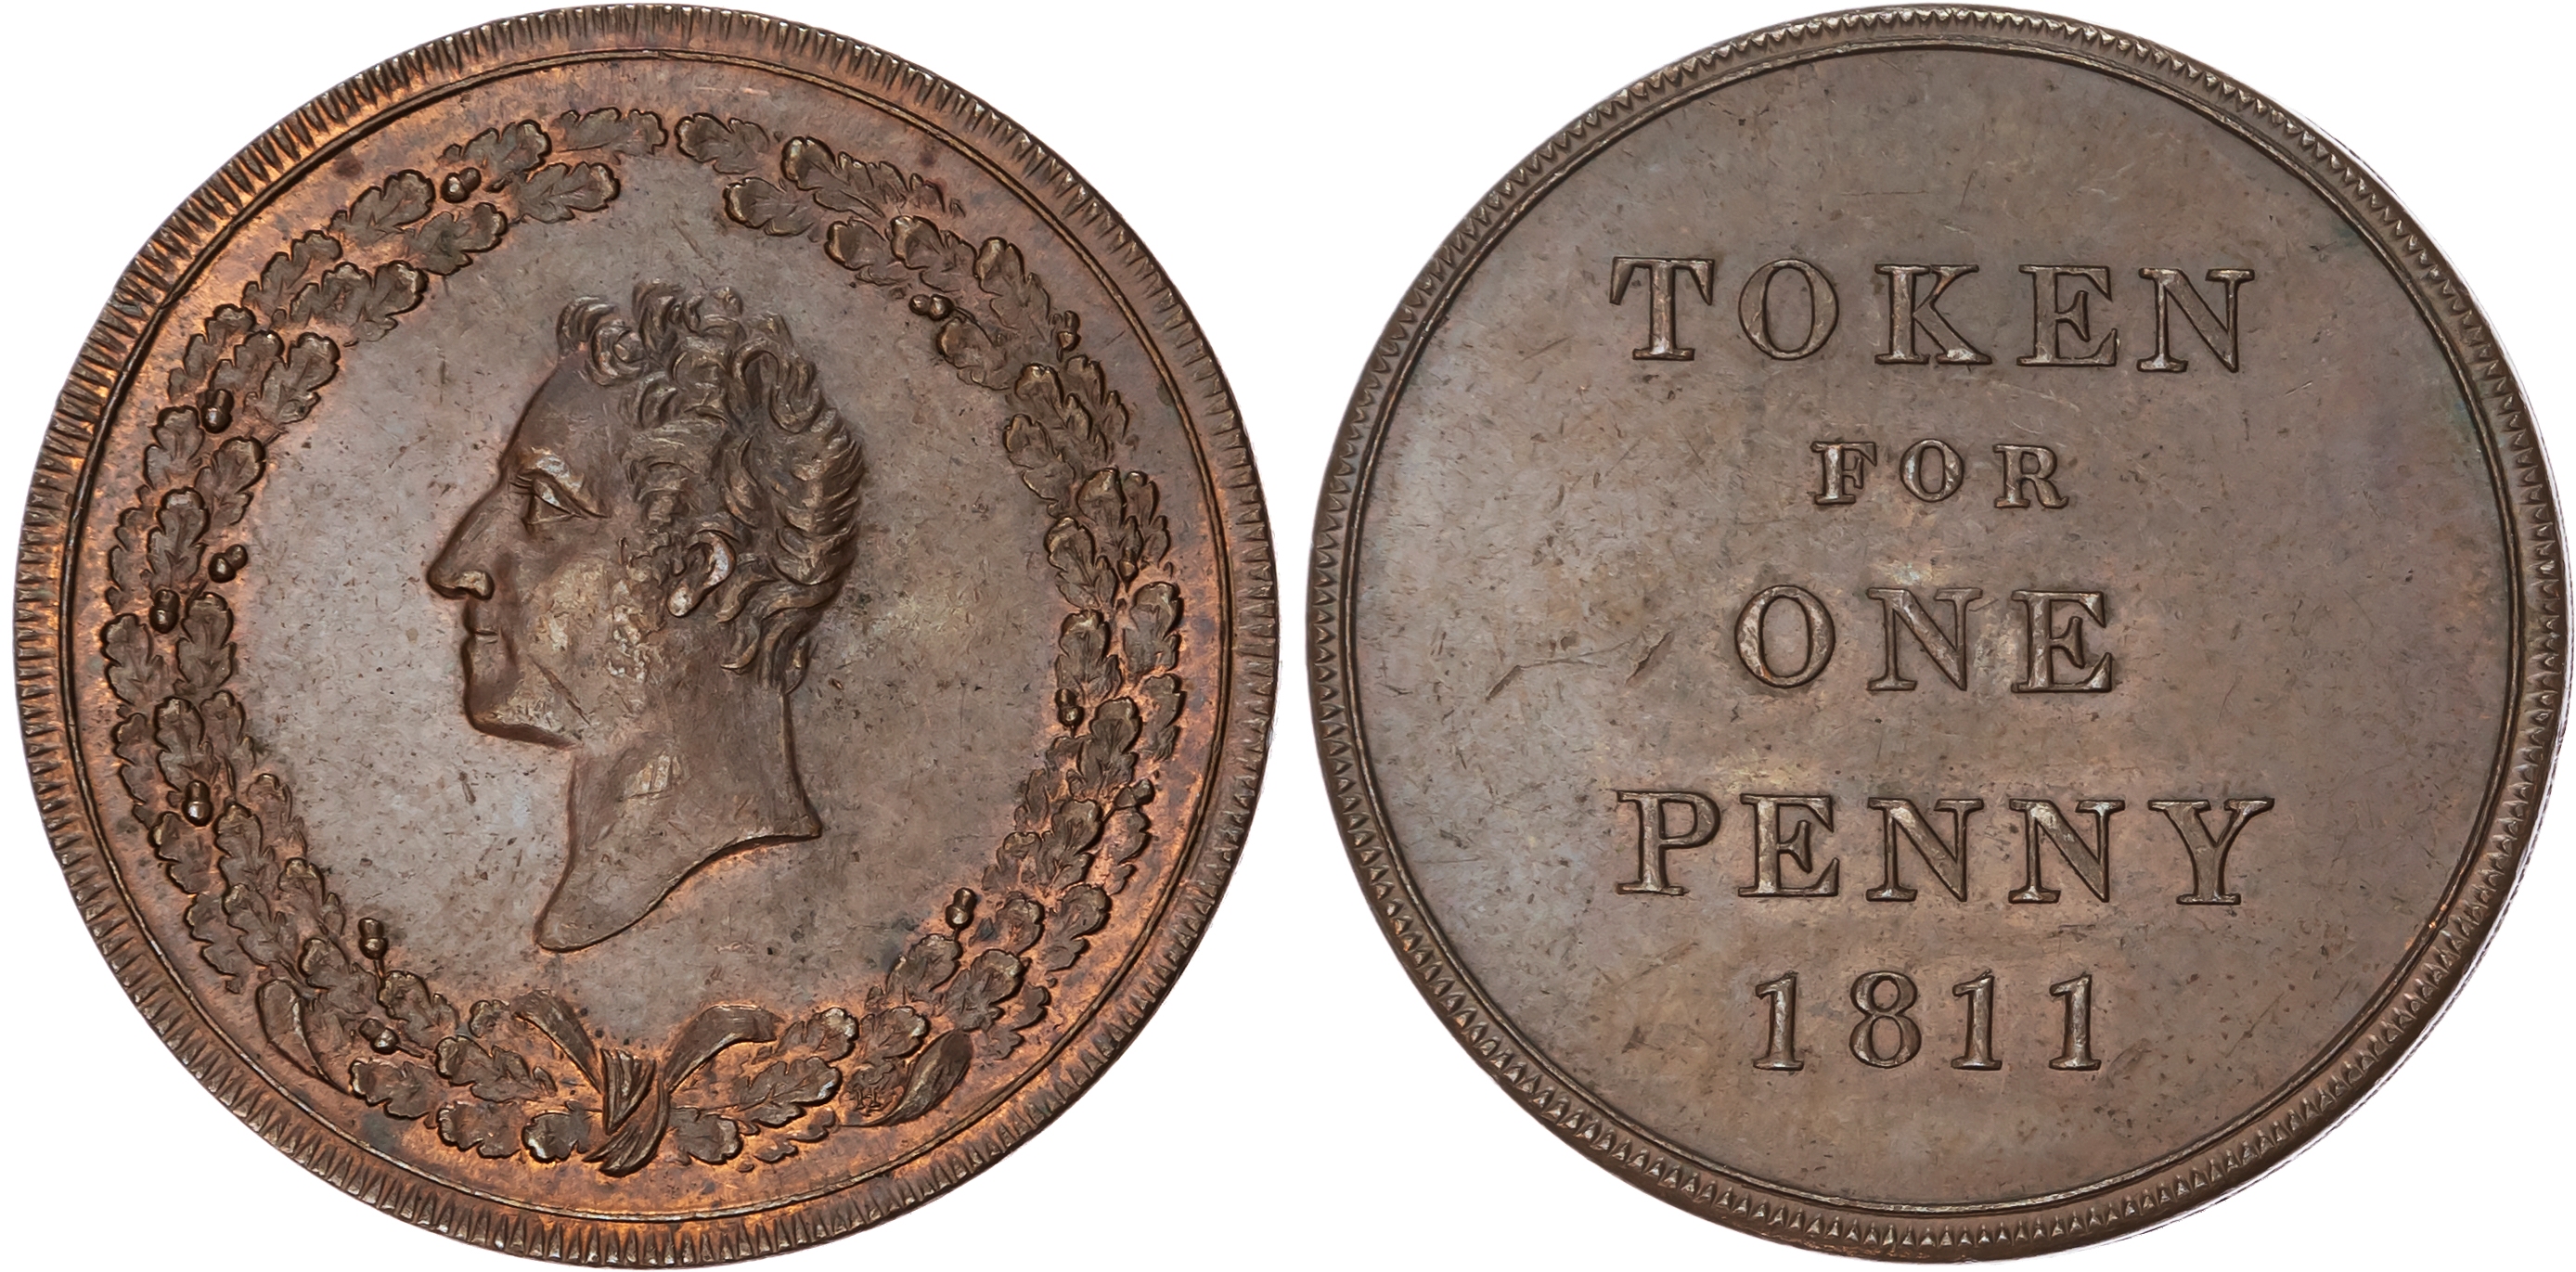 TOKEN
FOR
ONE
PENNY
1811